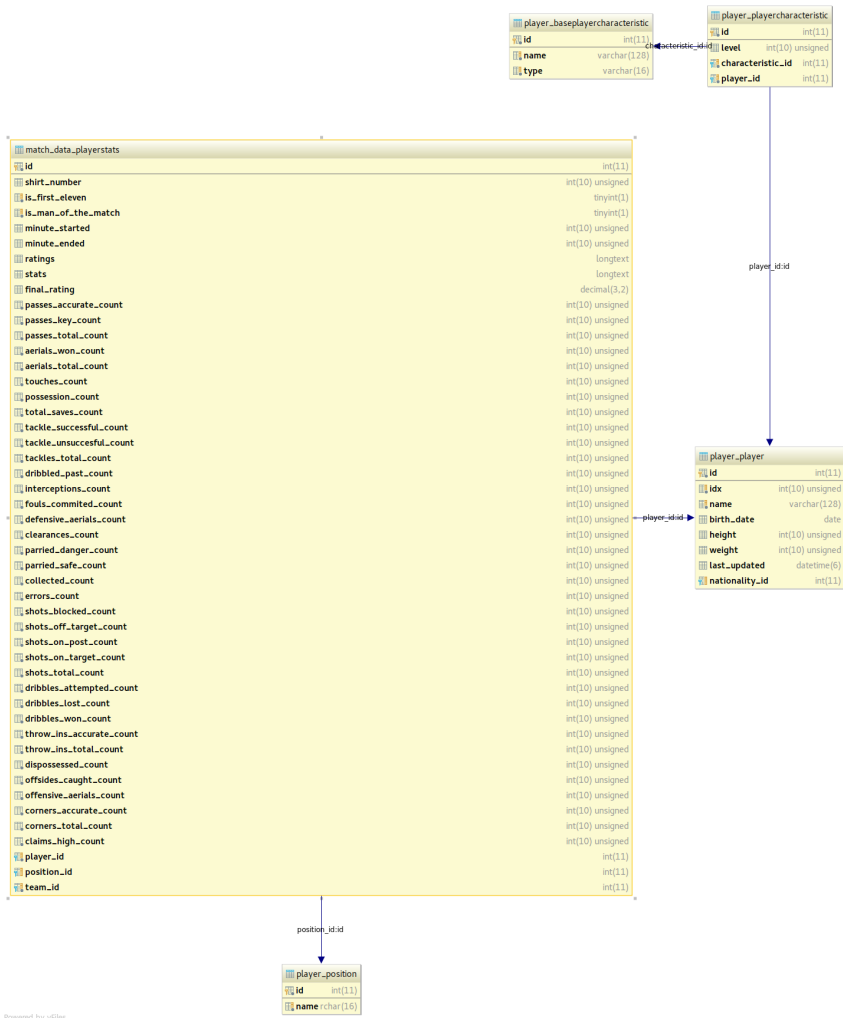 player_baseplayercharacteristic
id int(11)
name varchar(128)
type varchar(16)
player_playercharacteristic
id int(11)
level int(10) unsigned
characteristic_id int(11)
player_id int(11)
characteristic_id:id
match_data_playerstats
id int(11)
shirt_number int(10) unsigned
is_first_eleven tinyint(1)
is_man_of_the_match tinyint(1)
minute_started int(10) unsigned
minute_ended int(10) unsigned
ratings longtext
stats longtext
final_rating decimal(3,2)
passes_accurate_count int(10) unsigned
passes_key_count int(10) unsigned
passes_total_count int(10) unsigned
aerials_won_count int(10) unsigned
aerials_total_count int(10) unsigned
touches_count int(10) unsigned
possession_count int(10) unsigned
total_saves_count int(10) unsigned
tackle_successful_count int(10) unsigned
tackle_unsuccesful_count int(10) unsigned
tackles_total_count int(10) unsigned
dribbled_past_count int(10) unsigned
interceptions_count int(10) unsigned
fouls_commited_count int(10) unsigned
defensive_aerials_count int(10) unsigned
clearances_count int(10) unsigned
parried_danger_count int(10) unsigned
parried_safe_count int(10) unsigned
collected_count int(10) unsigned
errors_count int(10) unsigned
shots_blocked_count int(10) unsigned
shots_off_target_count int(10) unsigned
shots_on_post_count int(10) unsigned
shots_on_target_count int(10) unsigned
shots_total_count int(10) unsigned
dribbles_attempted_count int(10) unsigned
dribbles_lost_count int(10) unsigned
dribbles_won_count int(10) unsigned
throw_ins_accurate_count int(10) unsigned
throw_ins_total_count int(10) unsigned
dispossessed_count int(10) unsigned
offsides_caught_count int(10) unsigned
offensive_aerials_count int(10) unsigned
corners_accurate_count int(10) unsigned
corners_total_count int(10) unsigned
claims_high_count int(10) unsigned
player_id int(11)
position_id int(11)
team_id int(11)
player_id:id
player_id:id
player_player
id int(11)
idx int(10) unsigned
name varchar(128)
birth_date date
height int(10) unsigned
weight int(10) unsigned
last_updated datetime(6)
nationality_id int(11)
position_id:id
player_position
id int(11)
name rchar(16)
Powered by yFiles